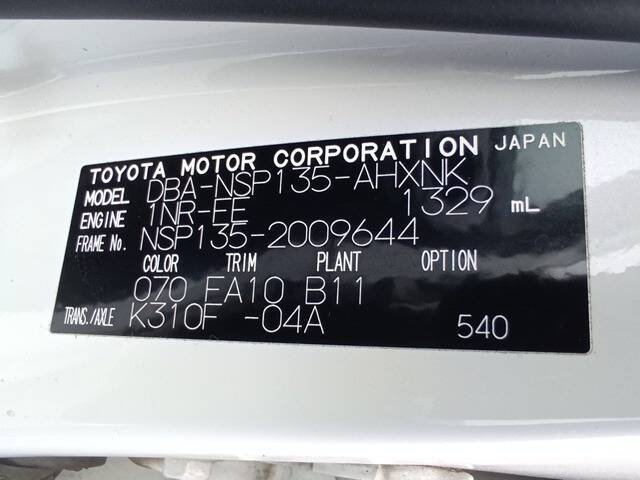 TOYOTA MOTOR CORPORATION JAPAN
MODEL DBA-NSP135-AHXNK
ENGINE 1NR-FE 1329 mL
FRAME No. NSP135-2009644
COLOR TRIM PLANT OPTION
070 FA10 B11
TRANS./AXLE K310F -04A 540